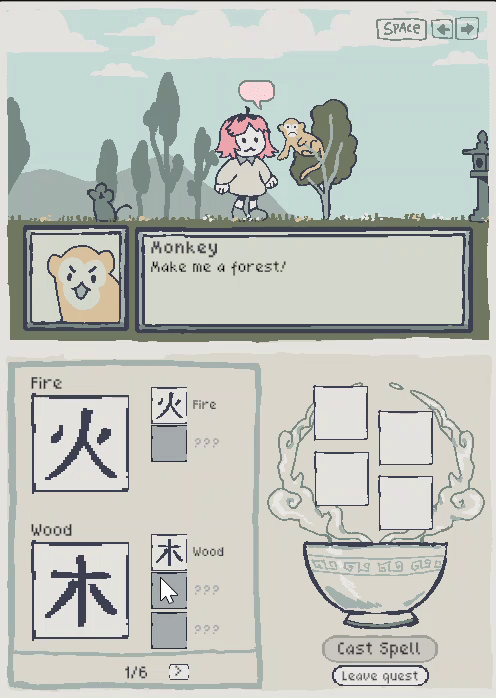 SPACE ← →
Monkey
Make me a forest!
Fire
火
火 Fire
???
Wood
木
木 Wood
???
???
1/6 >
Cast Spell
Leave quest